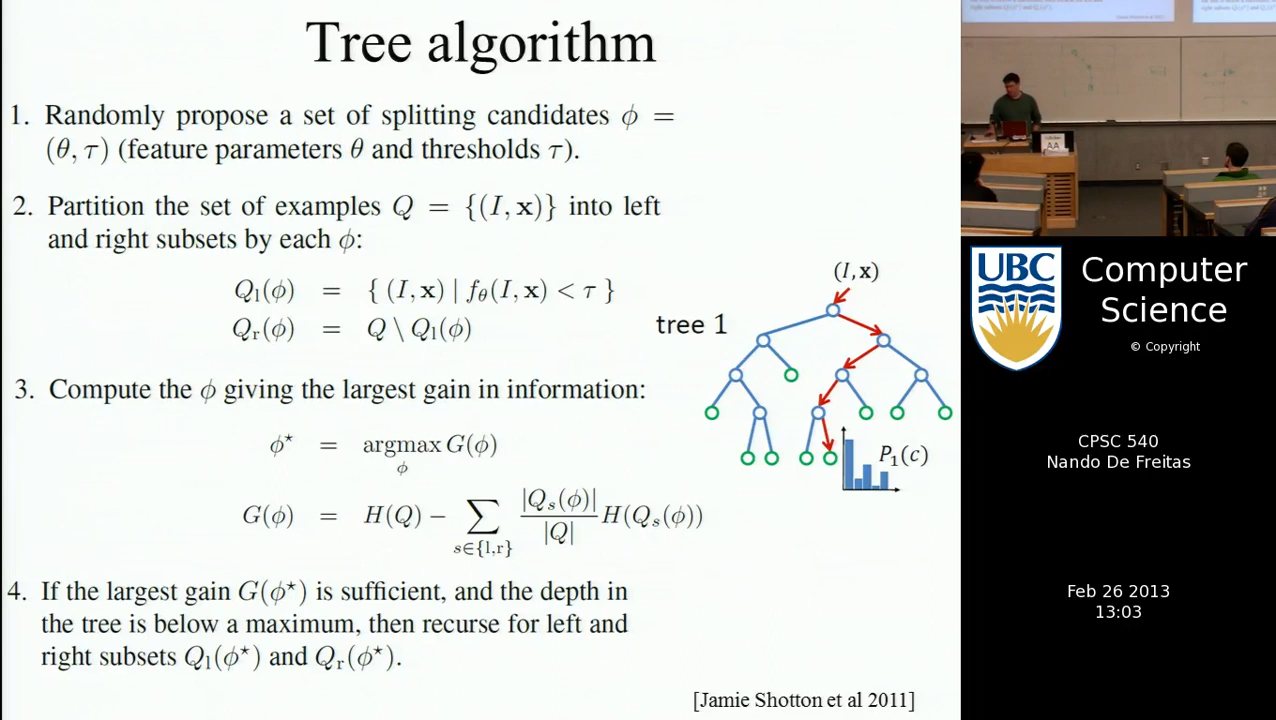 Tree algorithm
1. Randomly propose a set of splitting candidates ϕ =
(θ, τ) (feature parameters θ and thresholds τ).
2. Partition the set of examples Q = {(I, x)} into left
and right subsets by each ϕ:
Q_l(ϕ) = { (I, x) | f_θ(I, x) < τ }
Q_r(ϕ) = Q \ Q_l(ϕ)
3. Compute the ϕ giving the largest gain in information:
ϕ* = argmax G(ϕ)
ϕ
G(ϕ) = H(Q) − ∑_{s∈{l,r}} |Q_s(ϕ)| / |Q| H(Q_s(ϕ))
4. If the largest gain G(ϕ*) is sufficient, and the depth in
the tree is below a maximum, then recurse for left and
right subsets Q_l(ϕ*) and Q_r(ϕ*).
(I, x)
tree 1
P_1(c)
[Jamie Shotton et al 2011]
AA
UBC
Computer
Science
© Copyright
CPSC 540
Nando De Freitas
Feb 26 2013
13:03